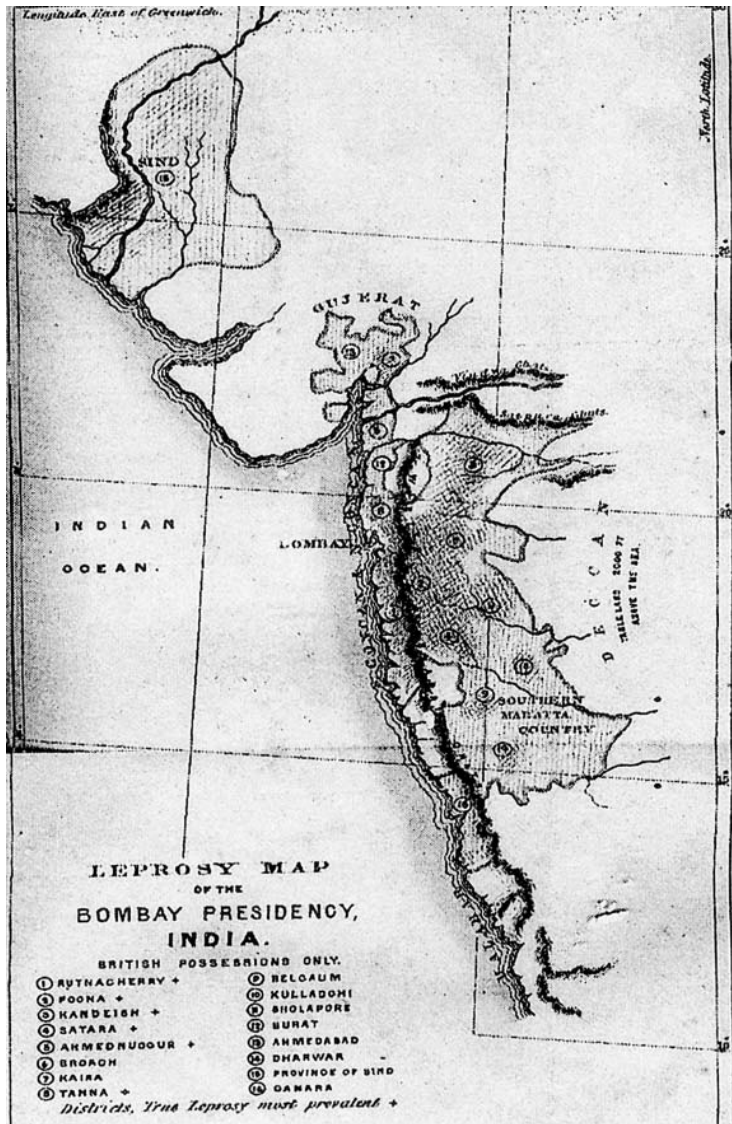 Longitude East of Greenwich.
North Latitude.
SIND
GUJERAT
INDIAN
OCEAN.
BOMBAY
CONCAN
DECCAN
TABLE LAND 2000 FT
ABOVE THE SEA.
SOUTHERN
MARATTA
COUNTRY
LEPROSY MAP
OF THE
BOMBAY PRESIDENCY,
INDIA.
BRITISH POSSESSIONS ONLY.
1 RUTNAGHERRY +
2 POONA +
3 KANDEISH +
4 SATARA +
5 AHMEDNUGGUR +
6 BROACH
7 KAIRA
8 TANNA +
9 BELGAUM
10 KULLADGHI
11 SHOLAPORE
12 SURAT
13 AHMEDABAD
14 DHARWAR
15 PROVINCE OF SIND
16 CANARA
Districts, True Leprosy most prevalent +